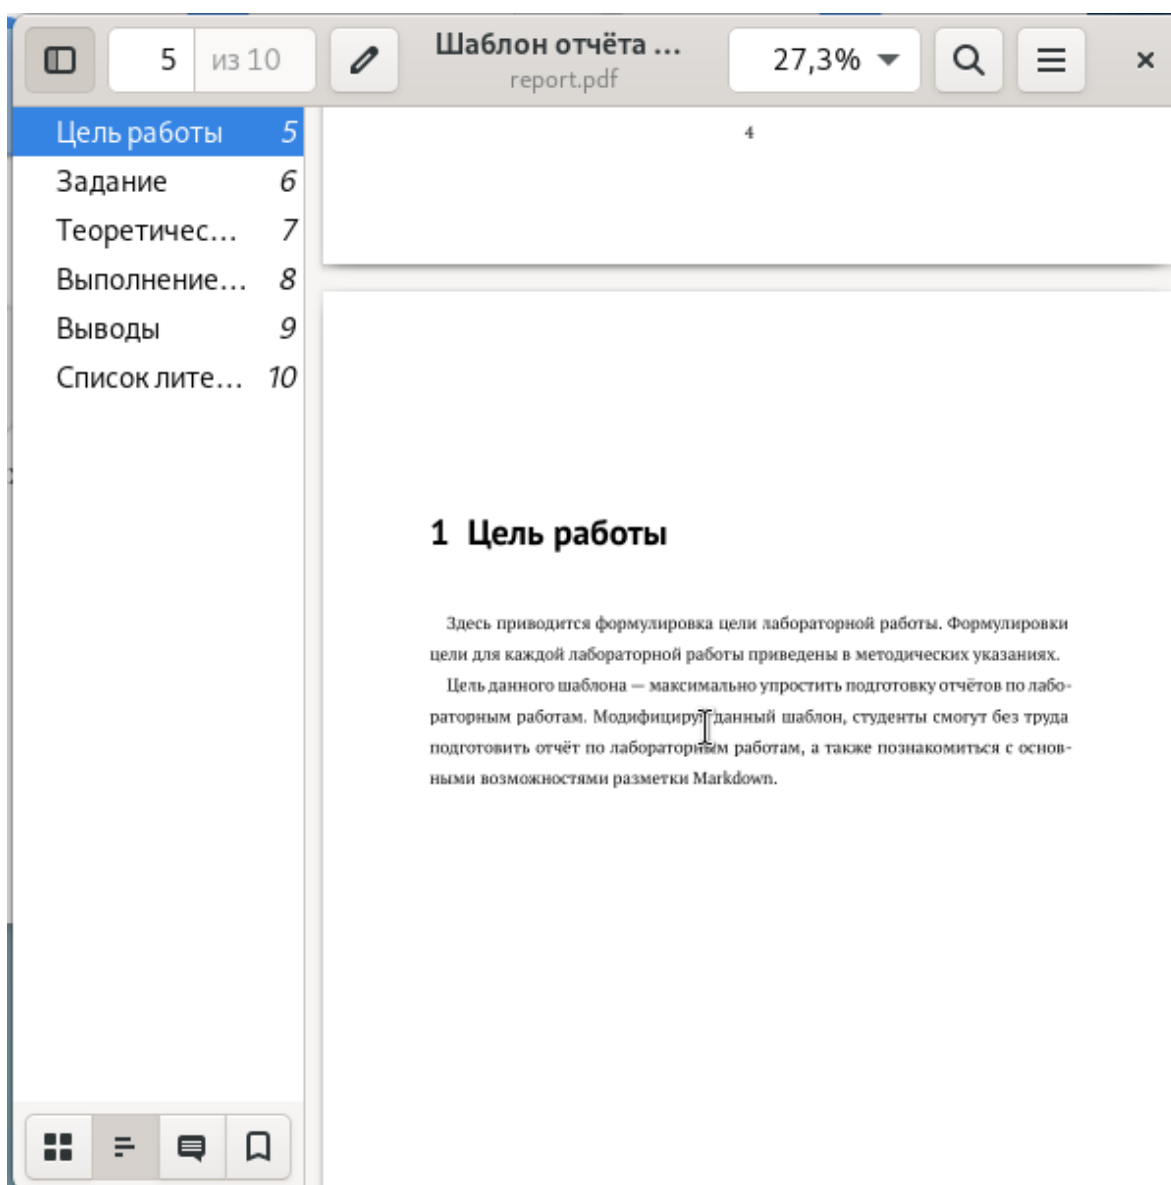 5 из 10
Шаблон отчёта ...
report.pdf
27,3%
Цель работы 5
Задание 6
Теоретичес... 7
Выполнение... 8
Выводы 9
Список лите... 10
4
1 Цель работы
Здесь приводится формулировка цели лабораторной работы. Формулировки
цели для каждой лабораторной работы приведены в методических указаниях.
Цель данного шаблона — максимально упростить подготовку отчётов по лабо-
раторным работам. Модифицируя данный шаблон, студенты смогут без труда
подготовить отчёт по лабораторным работам, а также познакомиться с основ-
ными возможностями разметки Markdown.